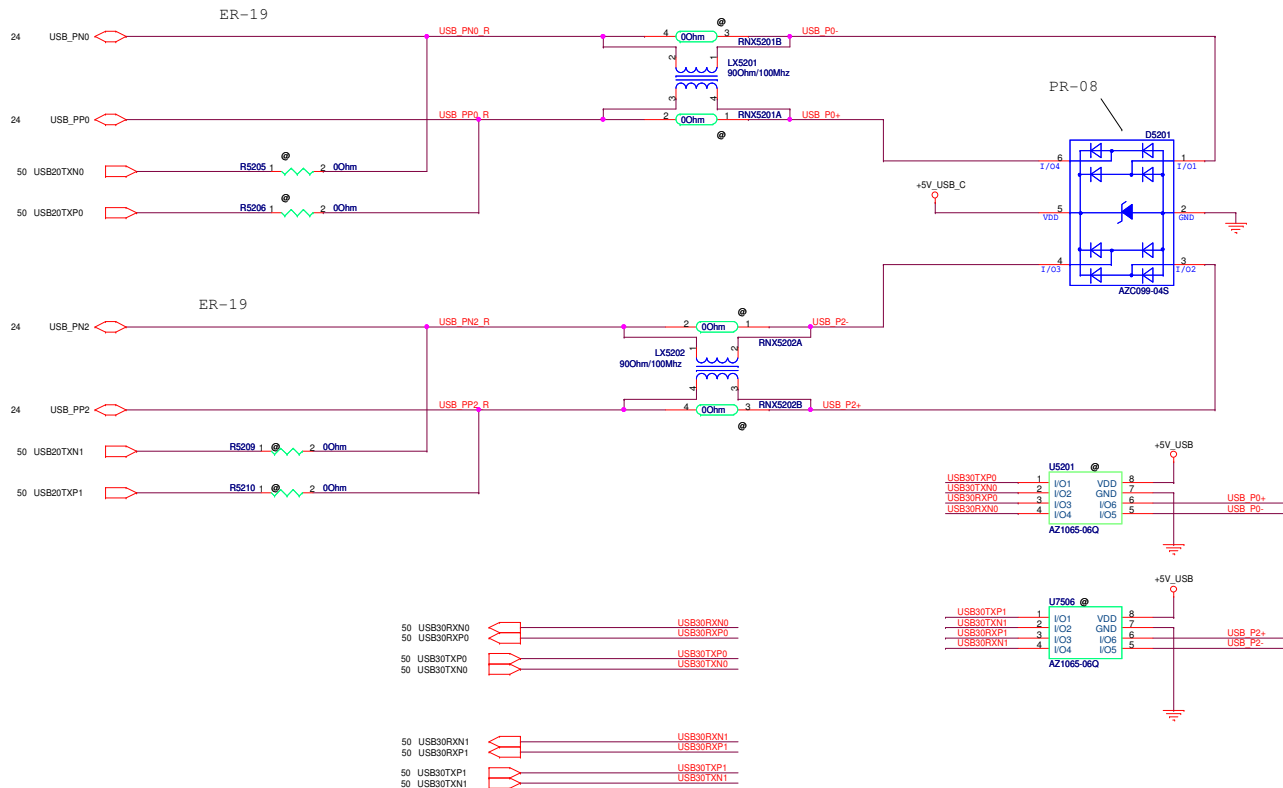 ER-19
24 USB_PN0 USB_PN0_R 4 0Ohm 3 @ RNX5201B USB_P0-
2 1 LX5201
90Ohm/100Mhz
3 4
24 USB_PP0 USB_PP0_R 2 0Ohm 1 RNX5201A USB_P0+
@
PR-08
D5201
6 I/O4 1 I/O1
+5V_USB_C
5 VDD 2 GND
4 I/O3 3 I/O2
AZC099-04S
@
50 USB20TXN0 R5205 1 2 0Ohm
@
50 USB20TXP0 R5206 1 2 0Ohm
ER-19
24 USB_PN2 USB_PN2_R 2 0Ohm 1 @ USB_P2-
RNX5202A
1 2
LX5202
90Ohm/100Mhz
4 3
24 USB_PP2 USB_PP2_R 4 0Ohm 3 RNX5202B USB_P2+
@
50 USB20TXN1 R5209 1 @ 2 0Ohm
50 USB20TXP1 R5210 1 @ 2 0Ohm
+5V_USB
U5201 @
USB30TXP0 1 I/O1 VDD 8
USB30TXN0 2 I/O2 GND 7
USB30RXP0 3 I/O3 I/O6 6 USB_P0+
USB30RXN0 4 I/O4 I/O5 5 USB_P0-
AZ1065-06Q
+5V_USB
U7506 @
USB30TXP1 1 I/O1 VDD 8
USB30TXN1 2 I/O2 GND 7
USB30RXP1 3 I/O3 I/O6 6 USB_P2+
USB30RXN1 4 I/O4 I/O5 5 USB_P2-
AZ1065-06Q
50 USB30RXN0 USB30RXN0
50 USB30RXP0 USB30RXP0
50 USB30TXP0 USB30TXP0
50 USB30TXN0 USB30TXN0
50 USB30RXN1 USB30RXN1
50 USB30RXP1 USB30RXP1
50 USB30TXP1 USB30TXP1
50 USB30TXN1 USB30TXN1